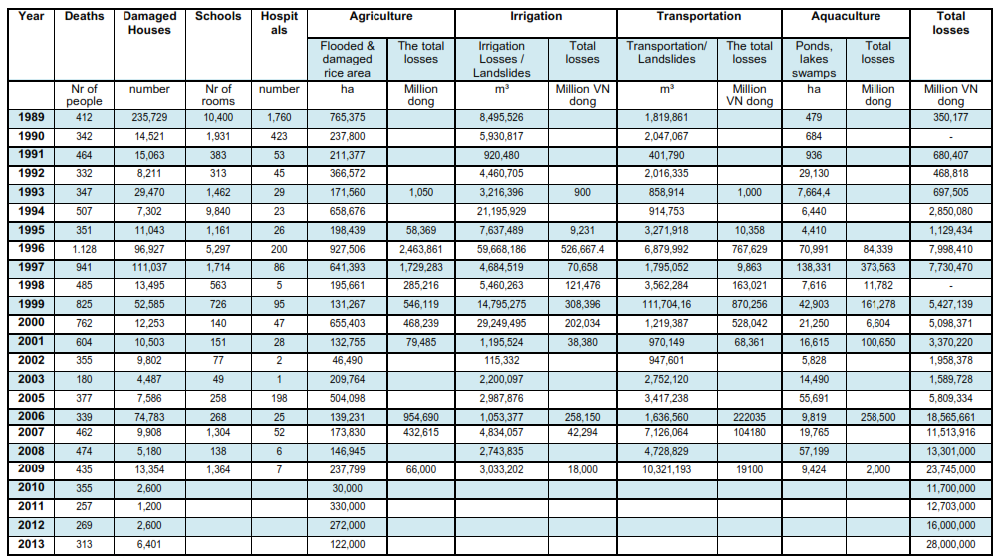 Year Deaths Damaged Houses Schools Hospit als Agriculture Irrigation Transportation Aquaculture Total losses
Flooded & damaged rice area The total losses Irrigation Losses / Landslides Total losses Transportation/ Landslides The total losses Ponds, lakes swamps Total losses
Nr of people number Nr of rooms number ha Million dong m³ Million VN dong m³ Million VN dong ha Million dong Million VN dong
1989 412 235,729 10,400 1,760 765,375 8,495,526 1,819,861 479 350,177
1990 342 14,521 1,931 423 237,800 5,930,817 2,047,067 684 -
1991 464 15,063 383 53 211,377 920,480 401,790 936 680,407
1992 332 8,211 313 45 366,572 4,460,705 2,016,335 29,130 468,818
1993 347 29,470 1,462 29 171,560 1,050 3,216,396 900 858,914 1,000 7,664,4 697,505
1994 507 7,302 9,840 23 658,676 21,195,929 914,753 6,440 2,850,080
1995 351 11,043 1,161 26 198,439 58,369 7,637,489 9,231 3,271,918 10,358 4,410 1,129,434
1996 1.128 96,927 5,297 200 927,506 2,463,861 59,668,186 526,667.4 6,879,992 767,629 70,991 84,339 7,998,410
1997 941 111,037 1,714 86 641,393 1,729,283 4,684,519 70,658 1,795,052 9,863 138,331 373,563 7,730,470
1998 485 13,495 563 5 195,661 285,216 5,460,263 121,476 3,562,284 163,021 7,616 11,782 -
1999 825 52,585 726 95 131,267 546,119 14,795,275 308,396 111,704,16 870,256 42,903 161,278 5,427,139
2000 762 12,253 140 47 655,403 468,239 29,249,495 202,034 1,219,387 528,042 21,250 6,604 5,098,371
2001 604 10,503 151 28 132,755 79,485 1,195,524 38,380 970,149 68,361 16,615 100,650 3,370,220
2002 355 9,802 77 2 46,490 115,332 947,601 5,828 1,958,378
2003 180 4,487 49 1 209,764 2,200,097 2,752,120 14,490 1,589,728
2005 377 7,586 258 198 504,098 2,987,876 3,417,238 55,691 5,809,334
2006 339 74,783 268 25 139,231 954,690 1,053,377 258,150 1,636,560 222035 9,819 258,500 18,565,661
2007 462 9,908 1,304 52 173,830 432,615 4,834,057 42,294 7,126,064 104180 19,765 11,513,916
2008 474 5,180 138 6 146,945 2,743,835 4,728,829 57,199 13,301,000
2009 435 13,354 1,364 7 237,799 66,000 3,033,202 18,000 10,321,193 19100 9,424 2,000 23,745,000
2010 355 2,600 30,000 11,700,000
2011 257 1,200 330,000 12,703,000
2012 269 2,600 272,000 16,000,000
2013 313 6,401 122,000 28,000,000